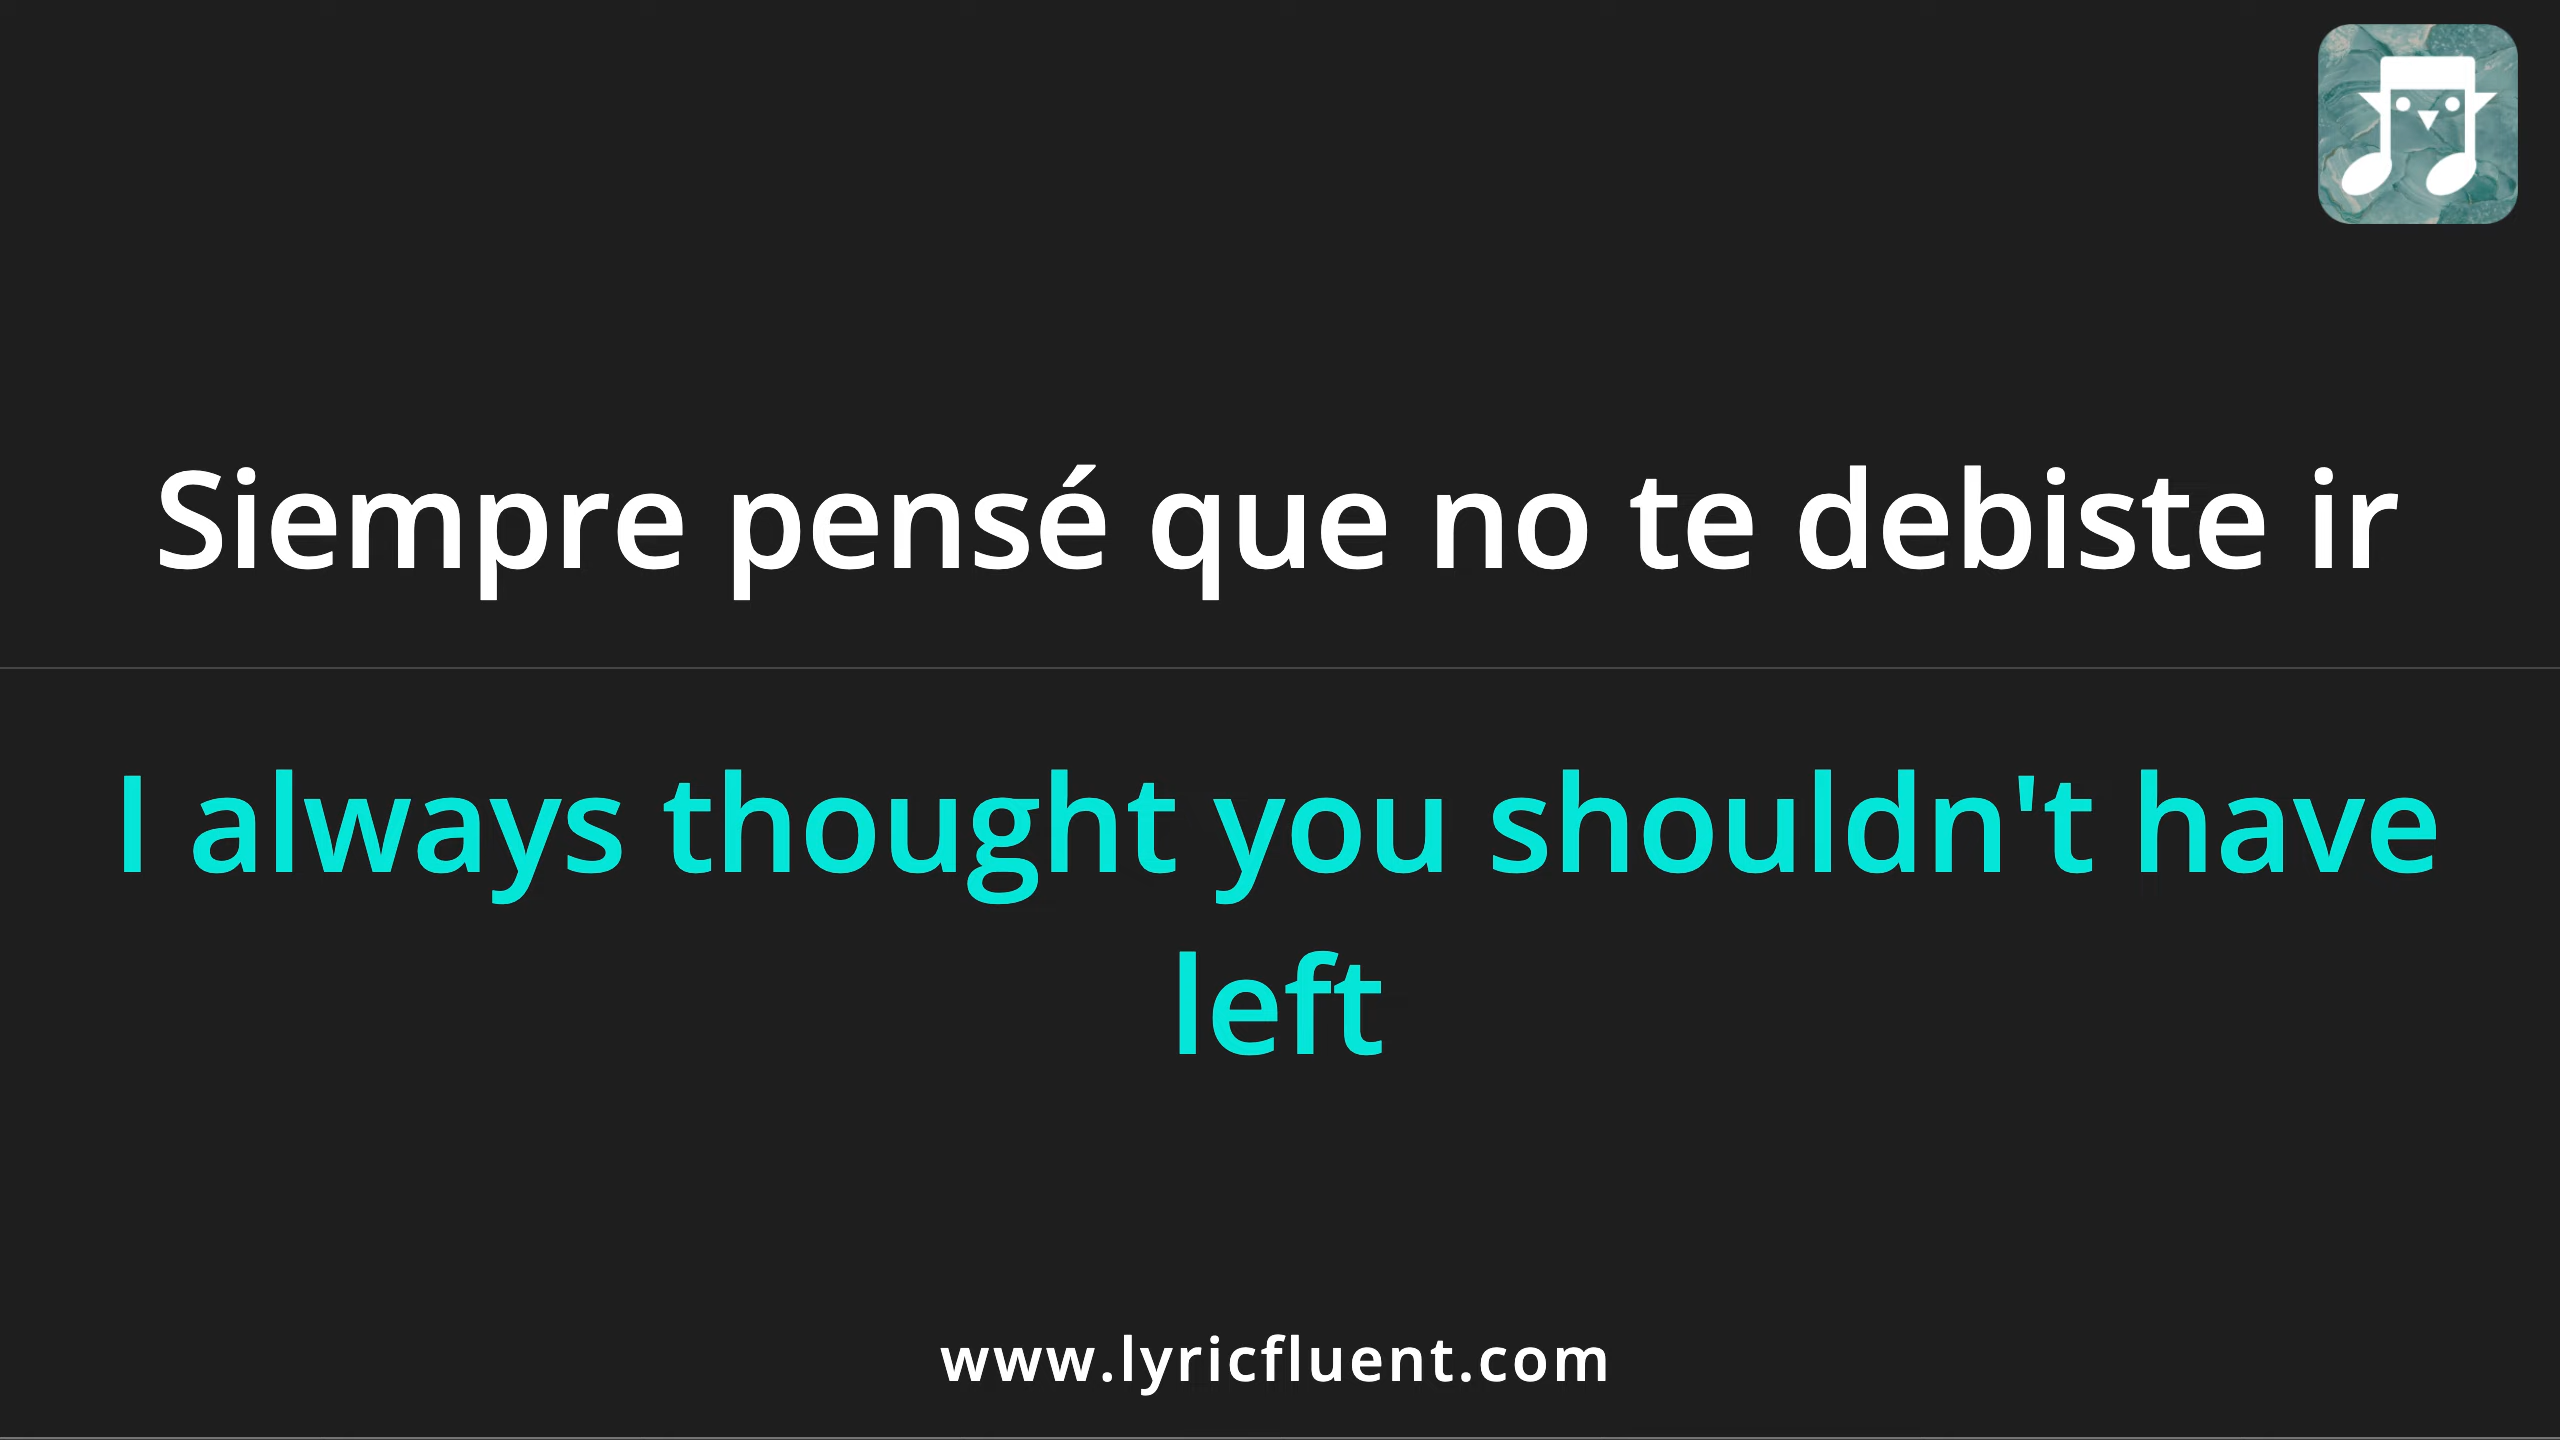 Siempre pensé que no te debiste ir
I always thought you shouldn't have
left
www.lyricfluent.com